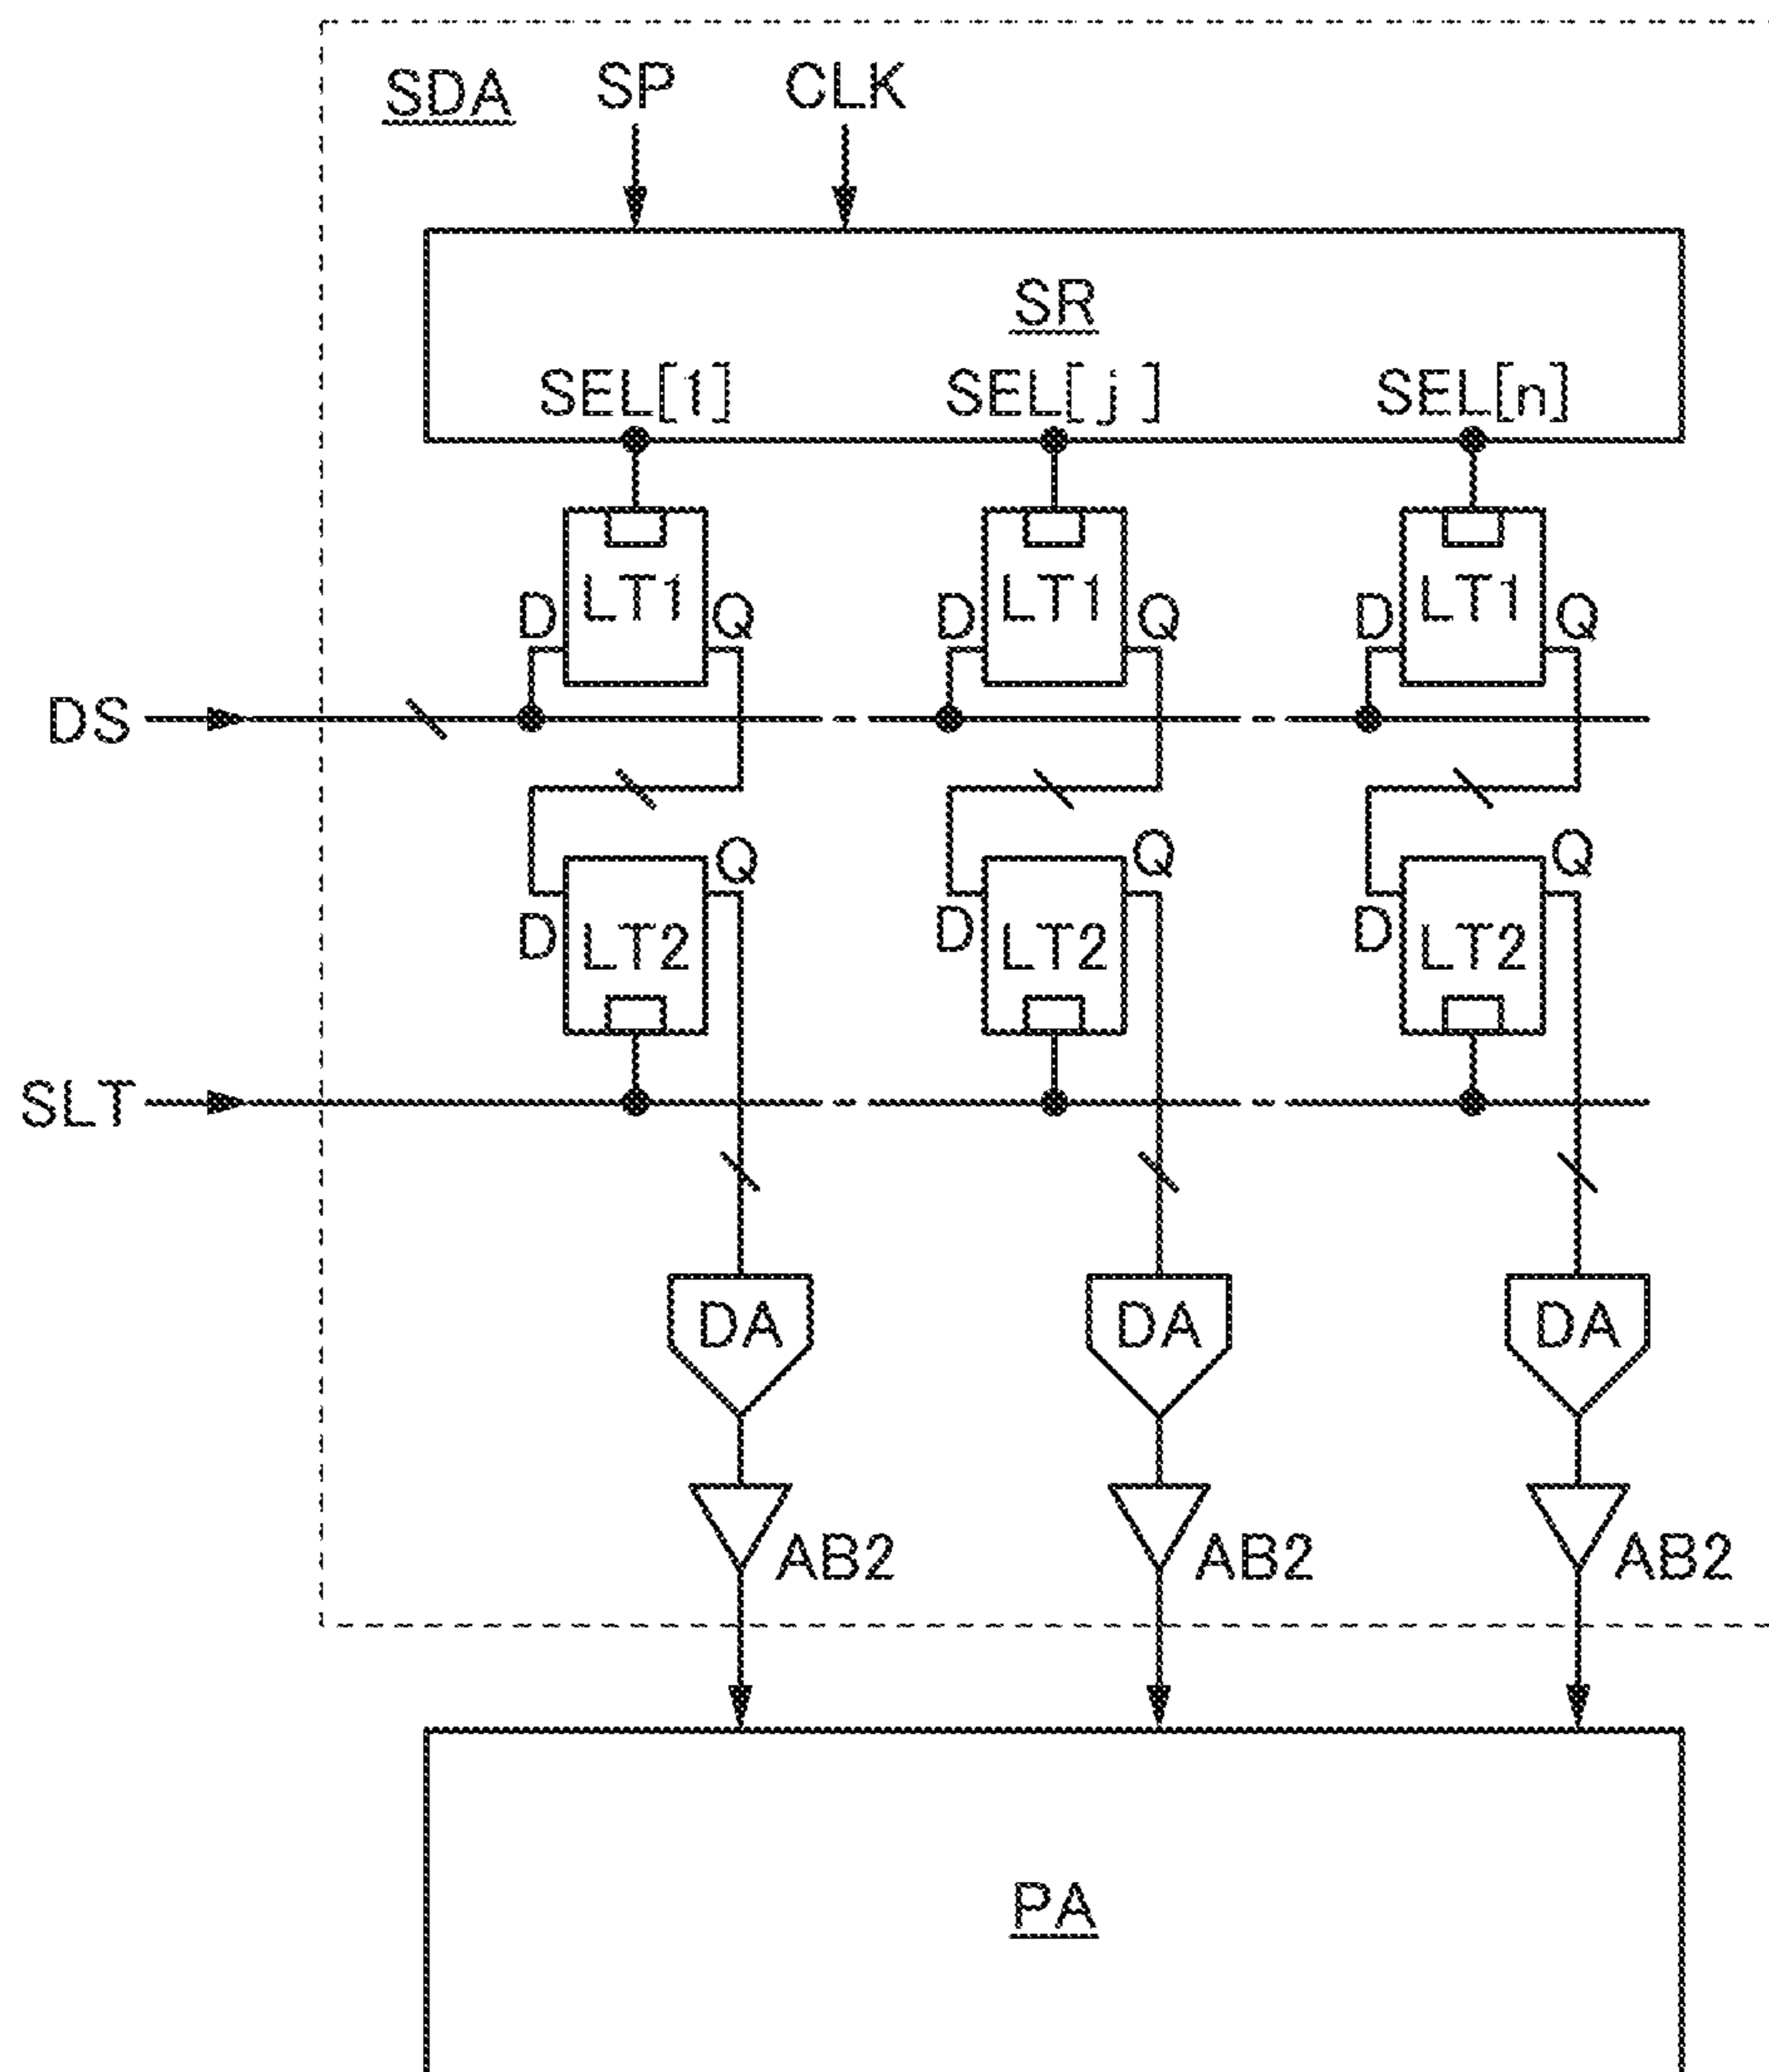 SDA SP CLK
SR
SEL[1] SEL[j] SEL[n]
D LT1 Q D LT1 Q D LT1 Q
DS
Q Q Q
D LT2 D LT2 D LT2
SLT
DA DA DA
AB2 AB2 AB2
PA